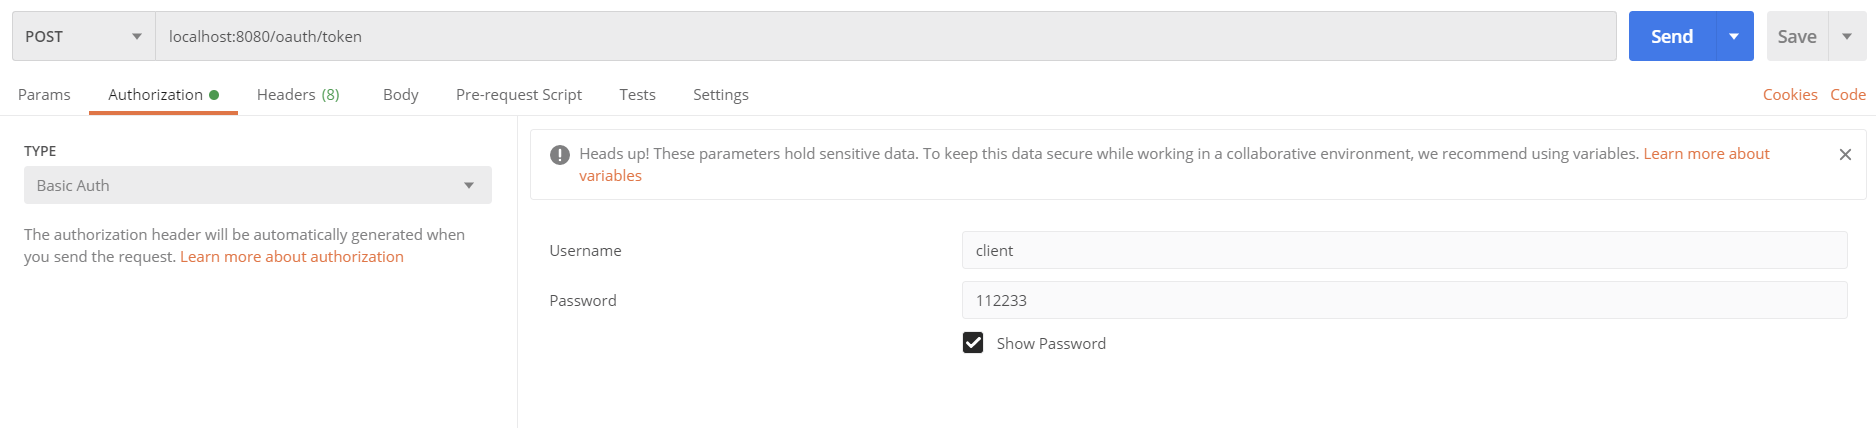 POST localhost:8080/oauth/token Send Save
Params Authorization Headers (8) Body Pre-request Script Tests Settings Cookies Code
TYPE
Basic Auth
The authorization header will be automatically generated when
you send the request. Learn more about authorization
Heads up! These parameters hold sensitive data. To keep this data secure while working in a collaborative environment, we recommend using variables. Learn more about
variables
Username client
Password 112233
Show Password